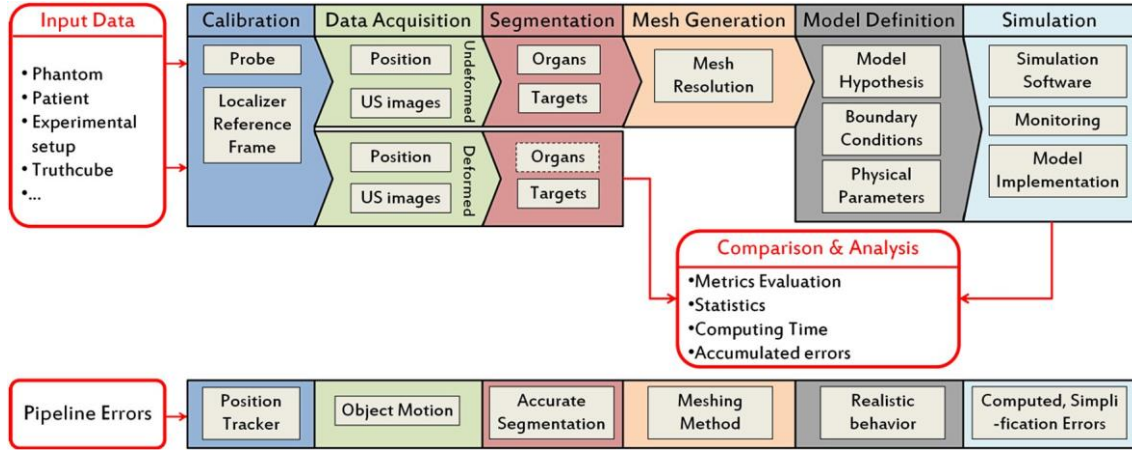 Input Data
• Phantom
• Patient
• Experimental
setup
• Truthcube
•...
Calibration
Probe
Localizer
Reference
Frame
Data Acquisition
Position
US images
Undeformed
Position
US images
Deformed
Segmentation
Organs
Targets
Organs
Targets
Mesh Generation
Mesh
Resolution
Model Definition
Model
Hypothesis
Boundary
Conditions
Physical
Parameters
Simulation
Simulation
Software
Monitoring
Model
Implementation
Comparison & Analysis
•Metrics Evaluation
•Statistics
•Computing Time
•Accumulated errors
Pipeline Errors
Position
Tracker
Object Motion
Accurate
Segmentation
Meshing
Method
Realistic
behavior
Computed, Simpli
-fication Errors